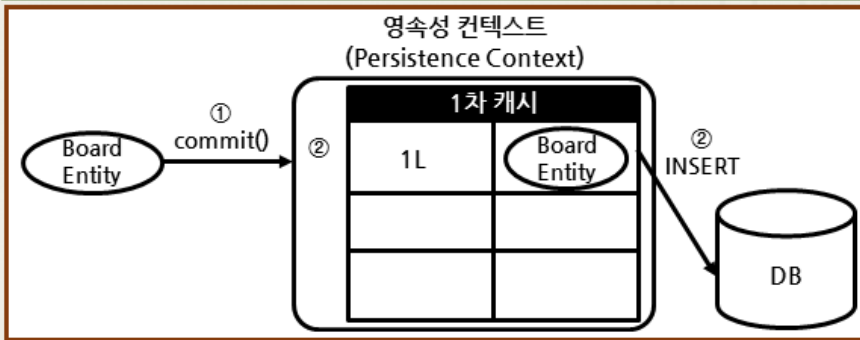 영속성 컨텍스트
(Persistence Context)
1차 캐시
①
commit()
Board
Entity
②
1L
Board
Entity
②
INSERT
DB